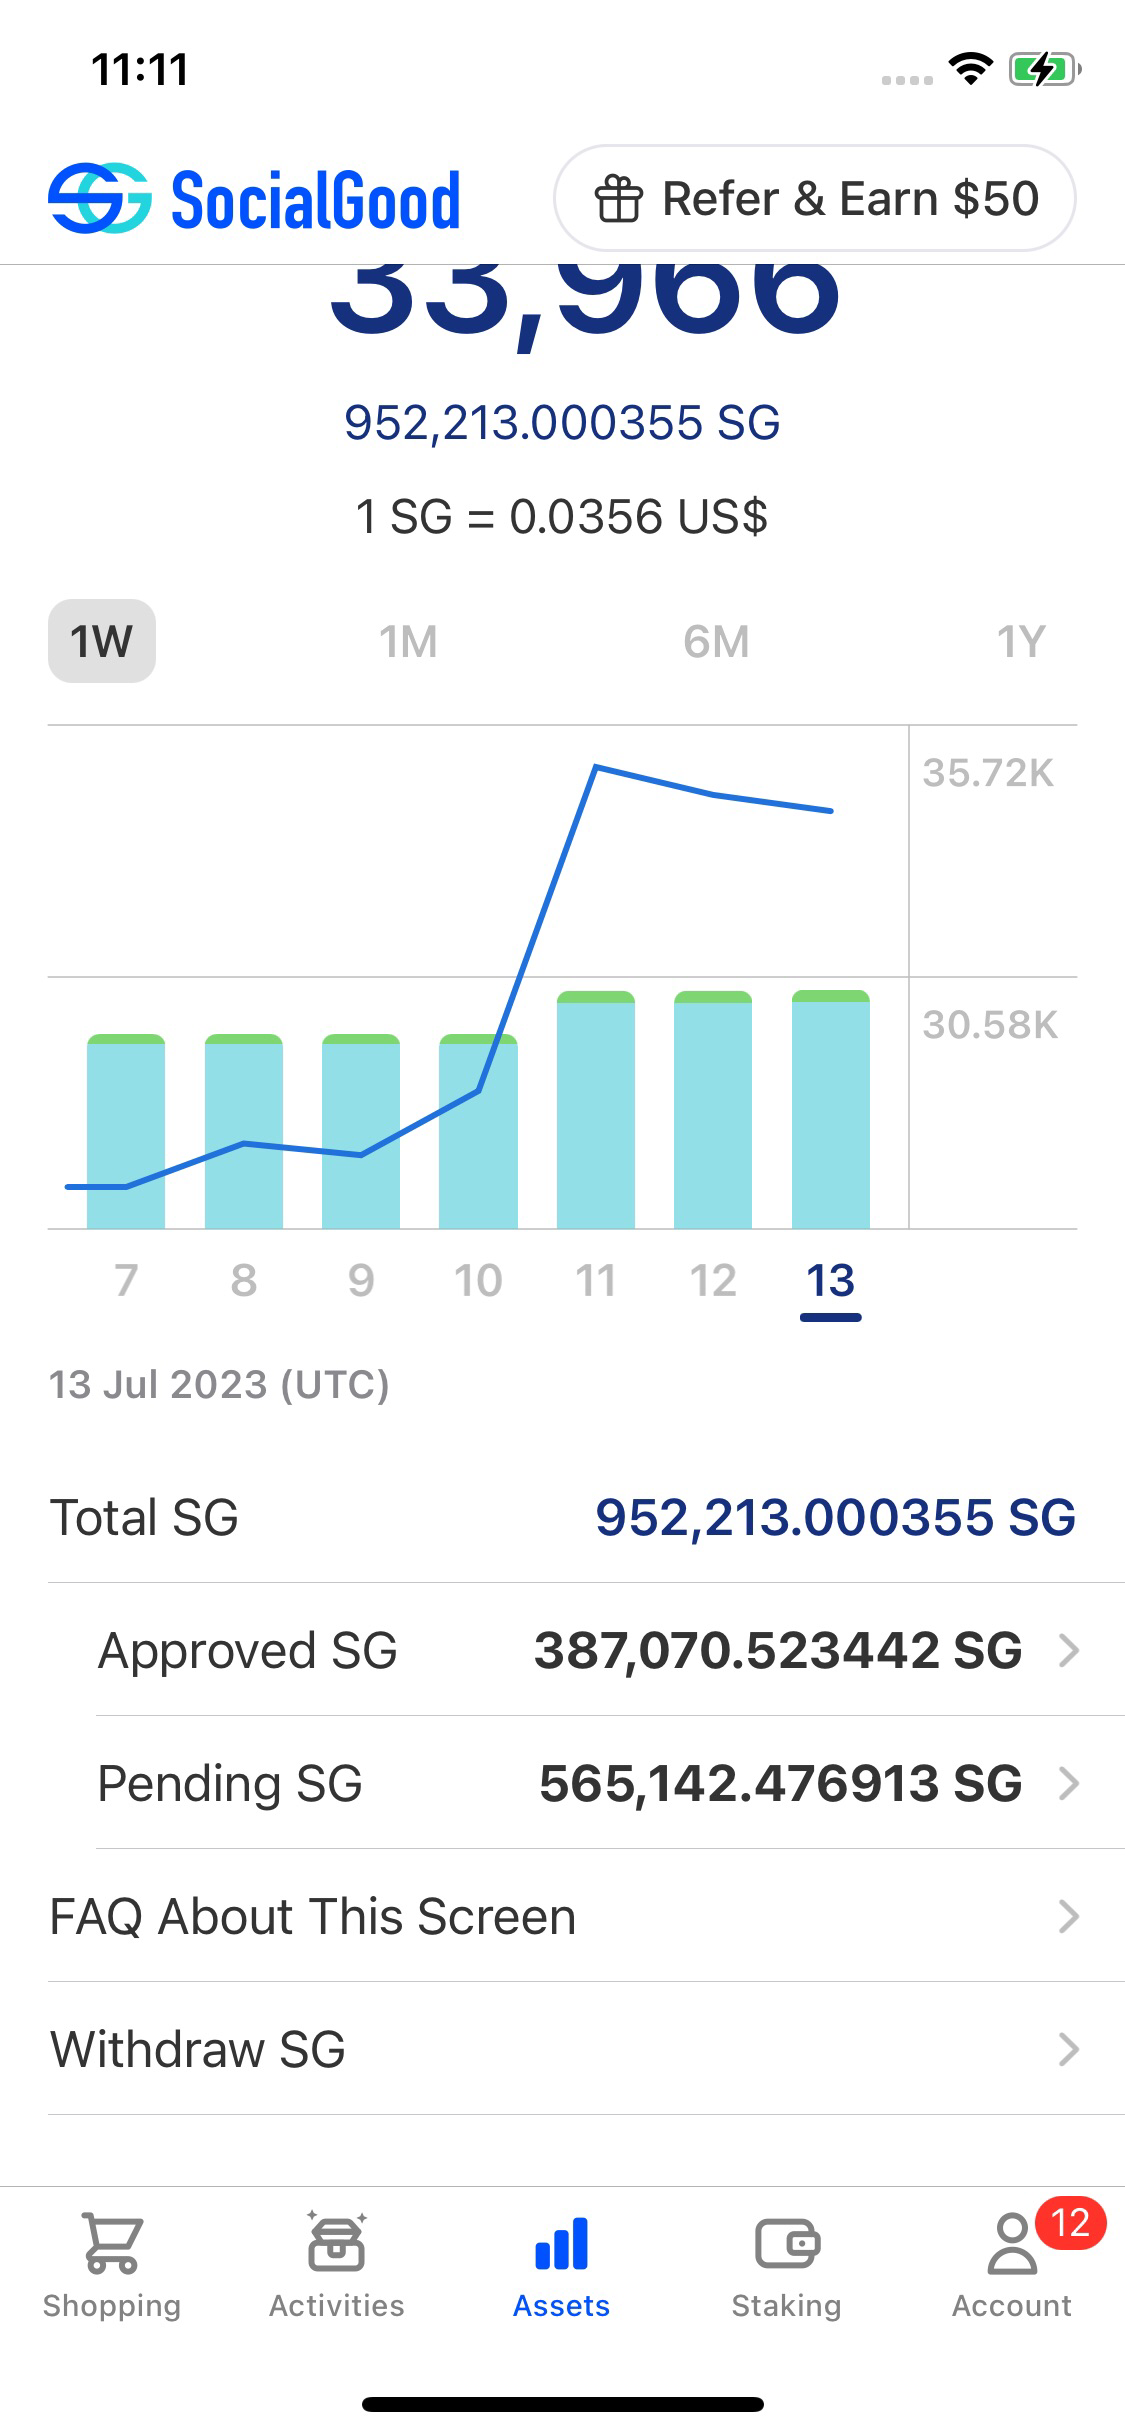 11:11
SocialGood
Refer & Earn $50
33,966
952,213.000355 SG
1 SG = 0.0356 US$
1W 1M 6M 1Y
35.72K
30.58K
7 8 9 10 11 12 13
13 Jul 2023 (UTC)
Total SG 952,213.000355 SG
Approved SG 387,070.523442 SG
Pending SG 565,142.476913 SG
FAQ About This Screen
Withdraw SG
12
Shopping Activities Assets Staking Account